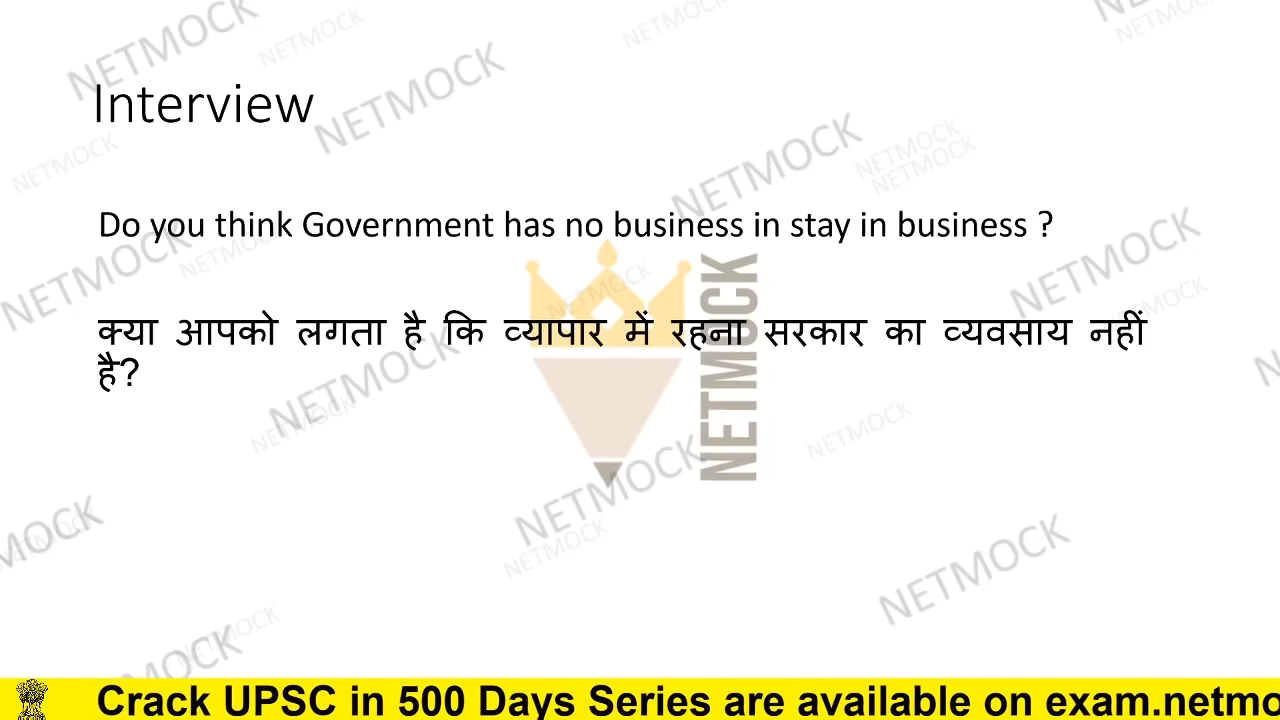 Interview
Do you think Government has no business in stay in business ?
क्या आपको लगता है कि व्यापार में रहना सरकार का व्यवसाय नहीं
है?
NETMOCK
Crack UPSC in 500 Days Series are available on exam.netmo